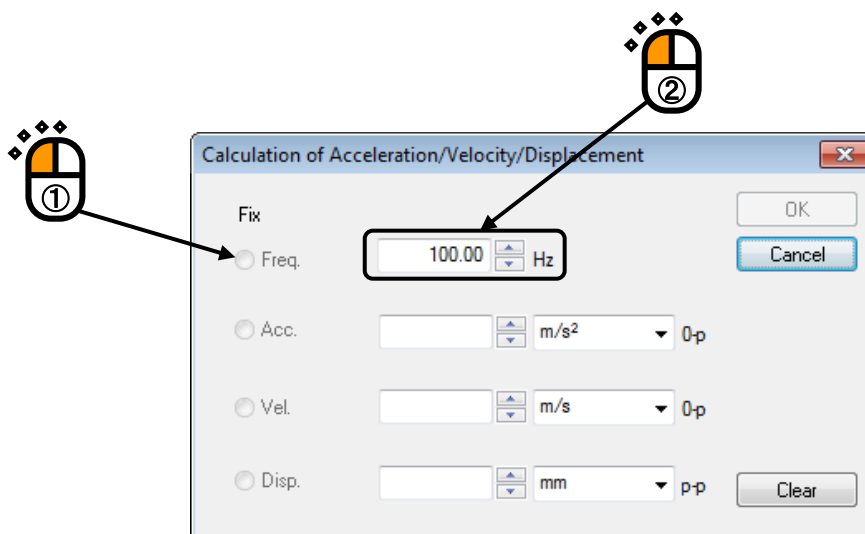 ②
①
Calculation of Acceleration/Velocity/Displacement
Fix
OK
Freq. 100.00 Hz
Cancel
Acc. m/s² 0-p
Vel. m/s 0-p
Disp. mm p-p
Clear